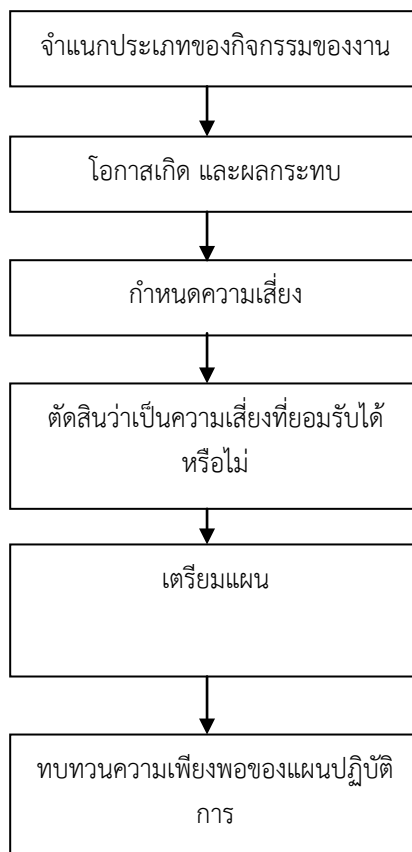 จำแนกประเภทของกิจกรรมของงาน
โอกาสเกิด และผลกระทบ
กำหนดความเสี่ยง
ตัดสินว่าเป็นความเสี่ยงที่ยอมรับได้
หรือไม่
เตรียมแผน
ทบทวนความเพียงพอของแผนปฏิบัติ
การ